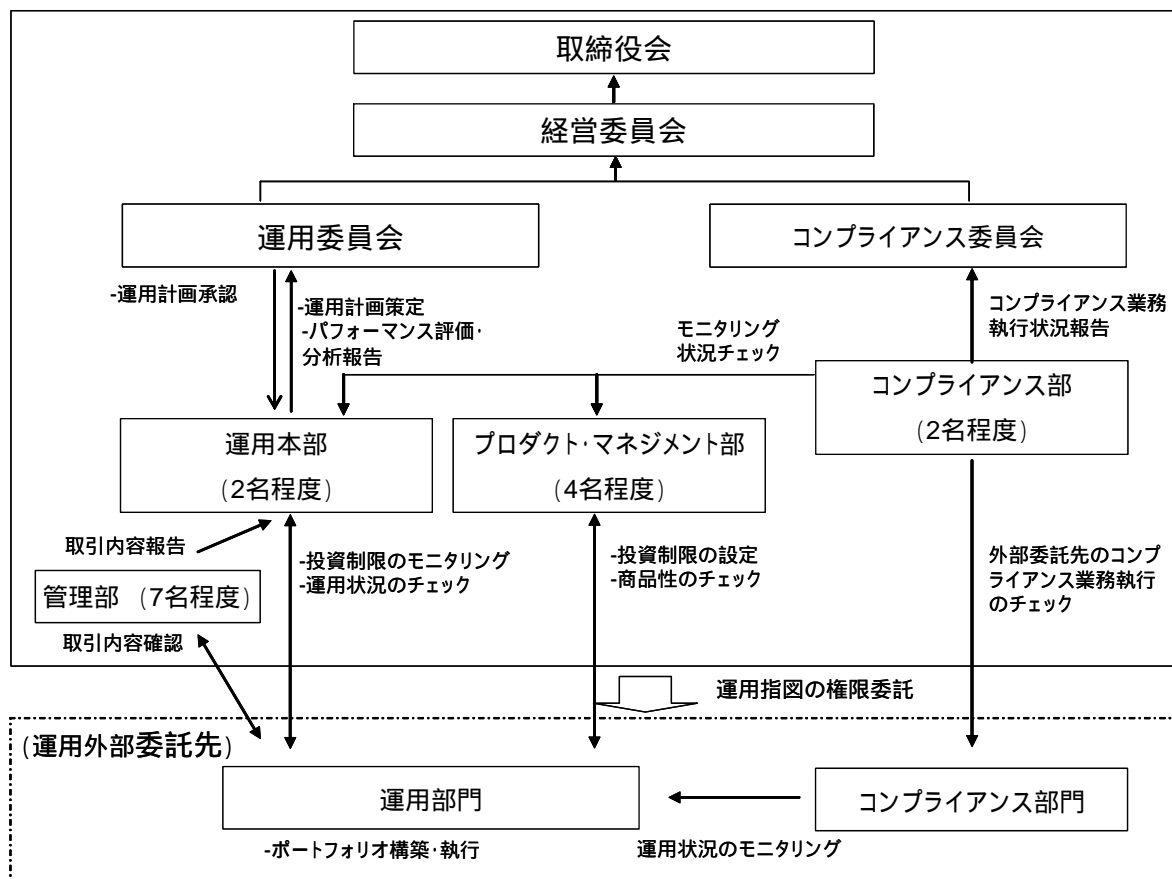 取締役会
経営委員会
運用委員会
コンプライアンス委員会
-運用計画承認
-運用計画策定
-パフォーマンス評価・
分析報告
モニタリング
状況チェック
コンプライアンス業務
執行状況報告
運用本部
(2名程度)
プロダクト・マネジメント部
(4名程度)
コンプライアンス部
(2名程度)
取引内容報告
管理部 (7名程度)
取引内容確認
-投資制限のモニタリング
-運用状況のチェック
-投資制限の設定
-商品性のチェック
外部委託先のコンプ
ライアンス業務執行
のチェック
運用指図の権限委託
(運用外部委託先)
運用部門
コンプライアンス部門
-ポートフォリオ構築・執行
運用状況のモニタリング